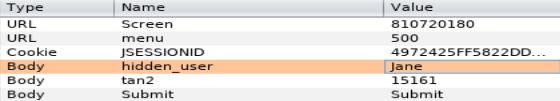 Type Name Value
URL Screen 810720180
URL menu 500
Cookie JSESSIONID 4972425FF5822DD...
Body hidden_user Jane
Body tan2 15161
Body Submit Submit